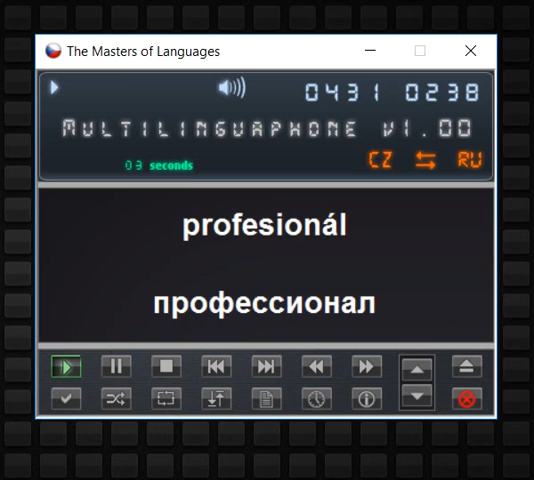 The Masters of Languages
0431 0238
MULTILINGUAPHONE V1.00
03 seconds
CZ RU
profesionál
профессионал